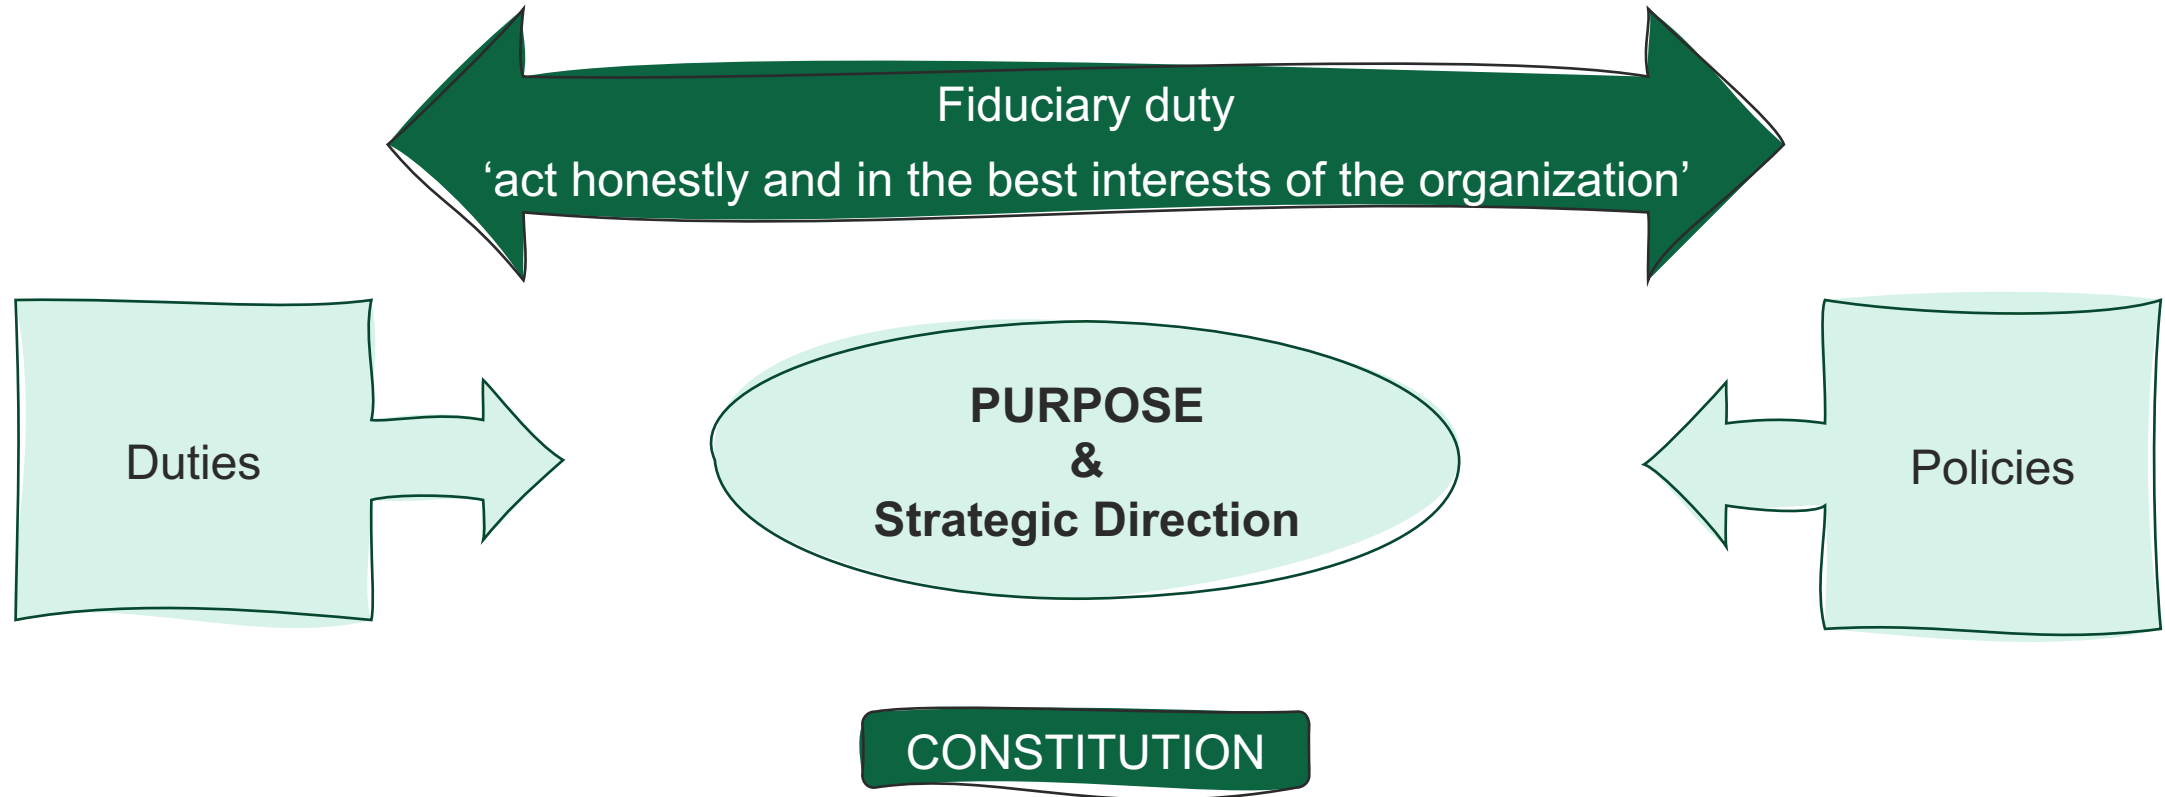 Fiduciary duty
‘act honestly and in the best interests of the organization’
Duties
PURPOSE
&
Strategic Direction
Policies
CONSTITUTION